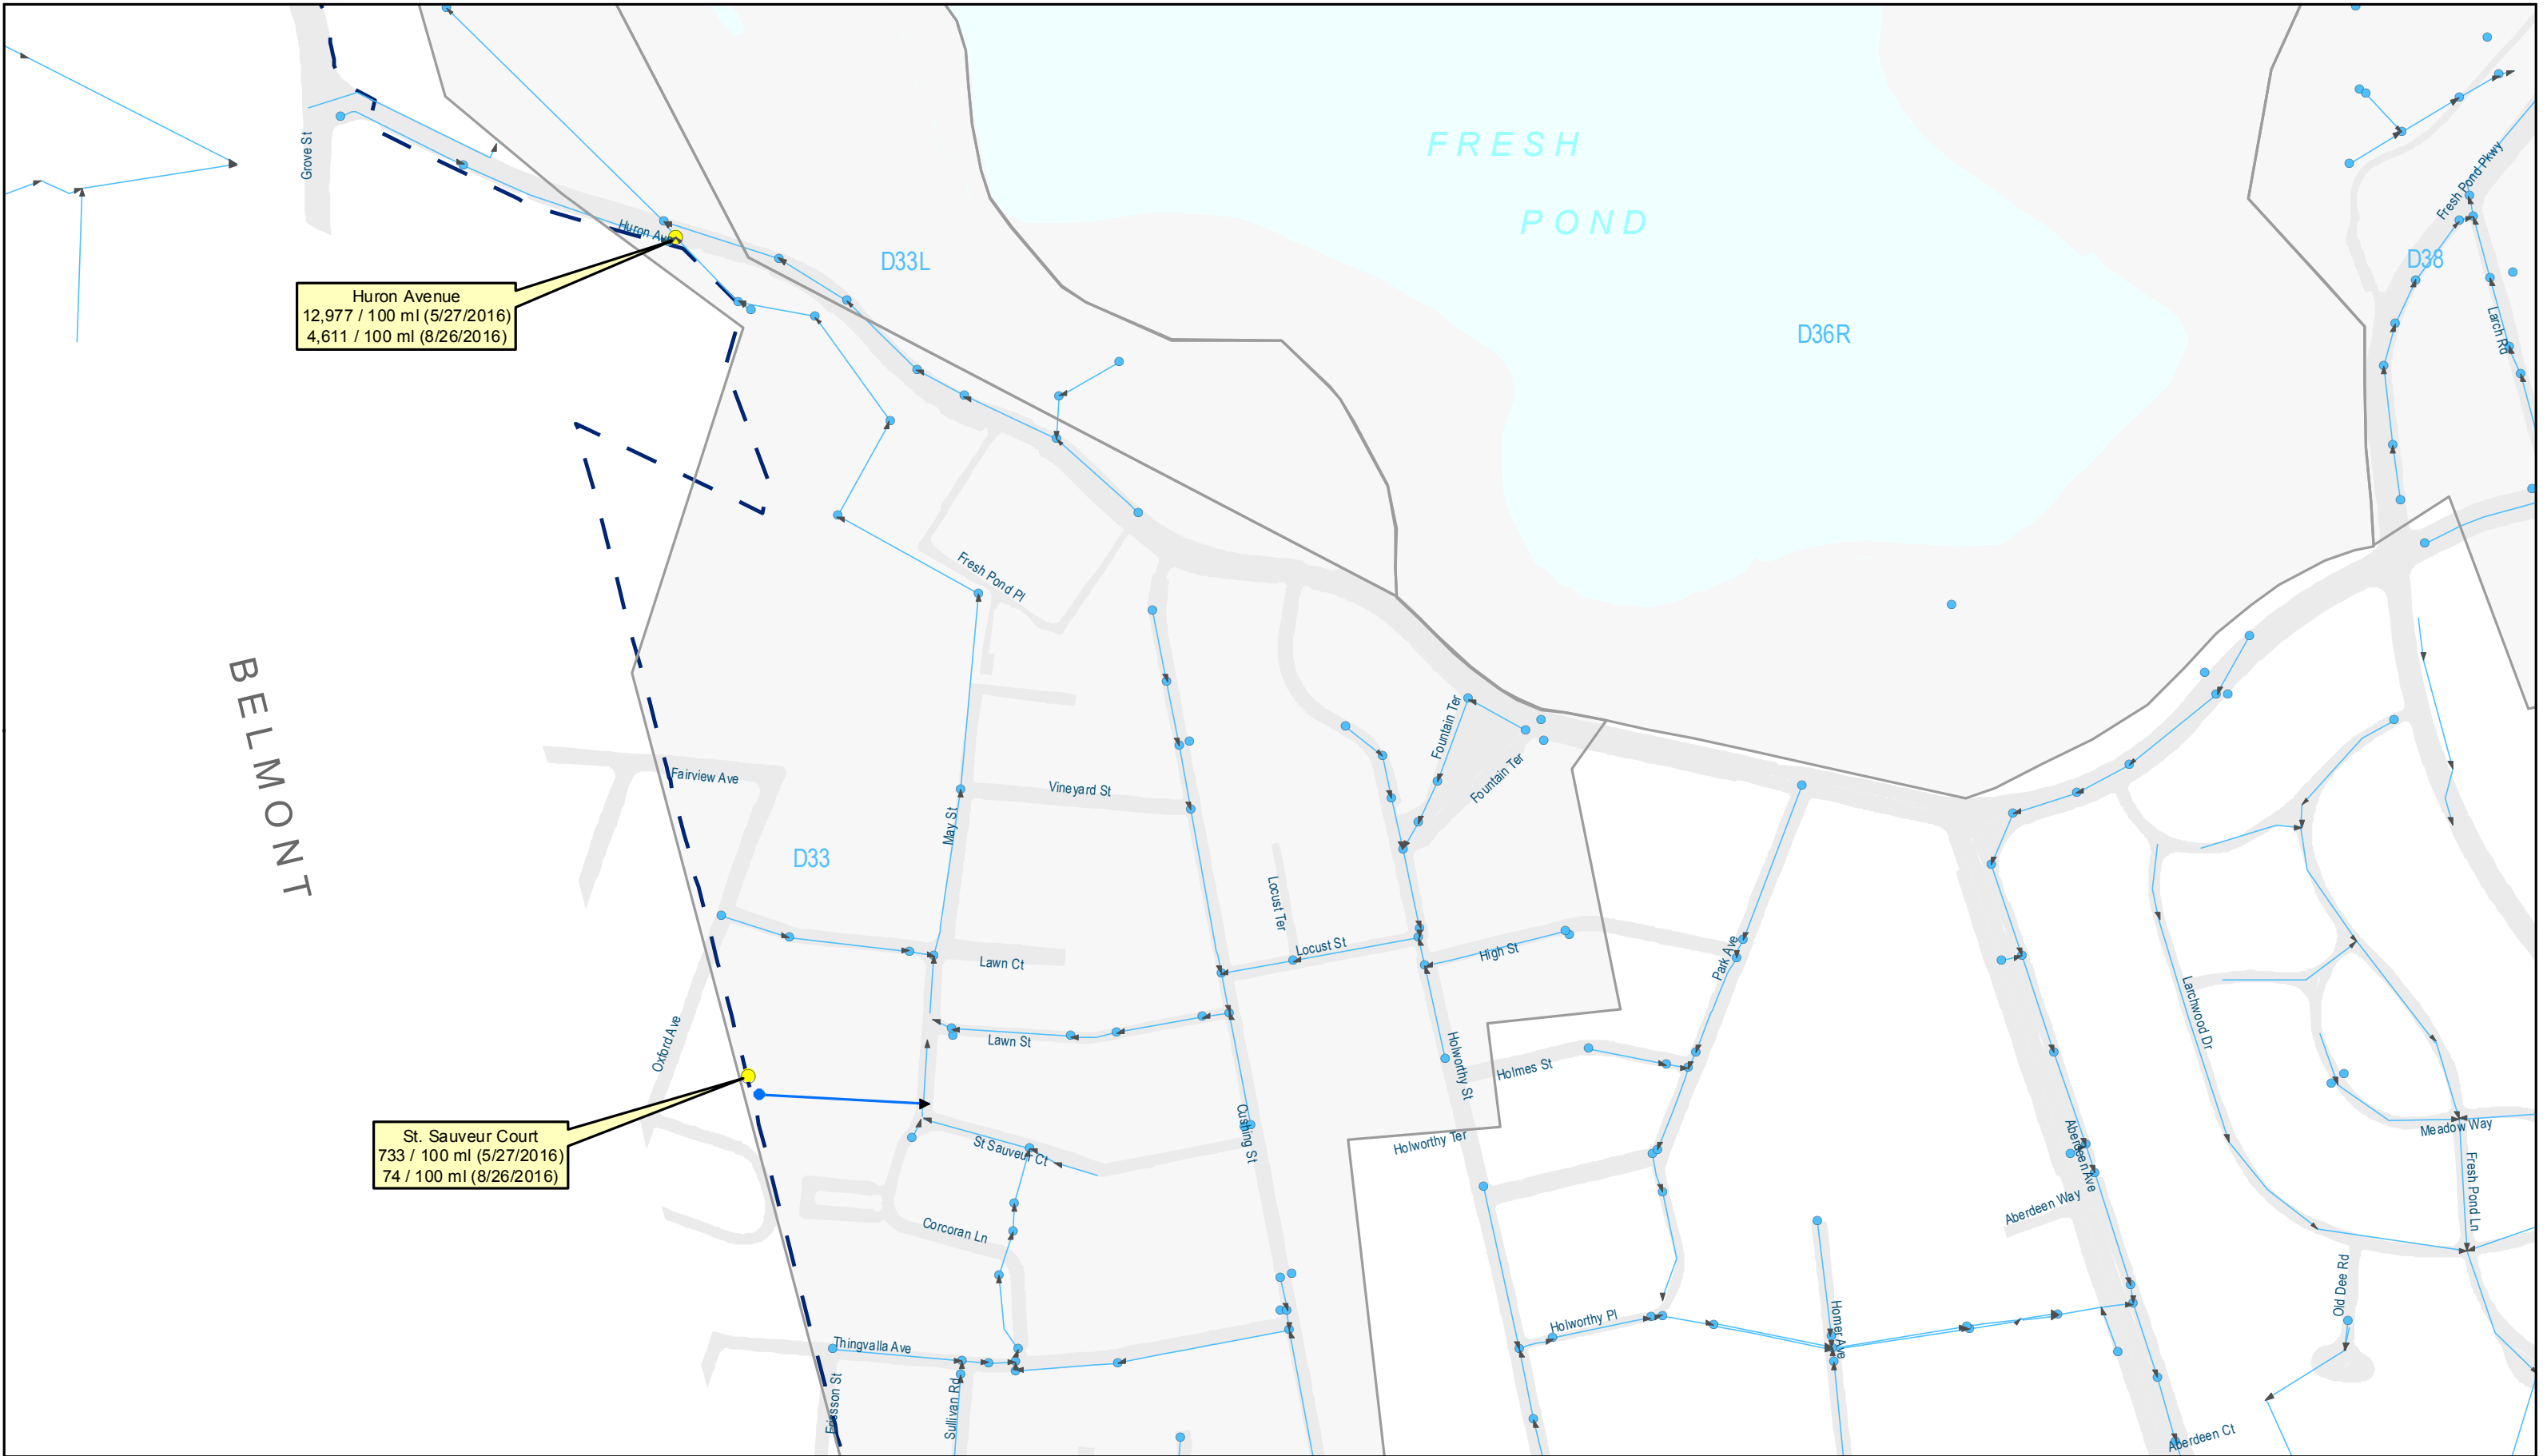 FRESH
POND
D33L
D36R
D38
D33
BELMONT
Huron Avenue
12,977 / 100 ml (5/27/2016)
4,611 / 100 ml (8/26/2016)
St. Sauveur Court
733 / 100 ml (5/27/2016)
74 / 100 ml (8/26/2016)
Grove St
Huron Ave
Fresh Pond Pkwy
Larch Rd
Fresh Pond Pl
Fountain Ter
Fountain Ter
Fairview Ave
Vineyard St
May St
Locust Ter
Locust St
High St
Park Ave
Lawn Ct
Lawn St
Oxford Ave
Holworthy St
Holmes St
Larchwood Dr
St Sauveur Ct
Cushing St
Holworthy Ter
Aberdeen Ave
Meadow Way
Aberdeen Way
Fresh Pond Ln
Corcoran Ln
Old Dee Rd
Holworthy Pl
Homer Ave
Thingvalla Ave
Ericsson St
Sullivan Rd
Aberdeen Ct